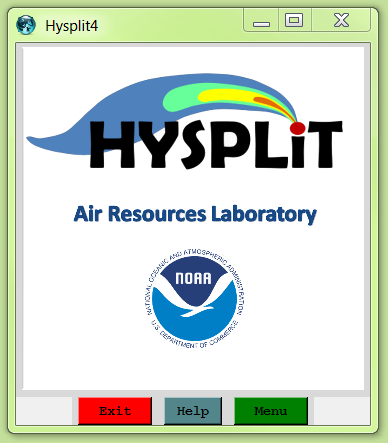 Hysplit4
HYSPLiT
Air Resources Laboratory
NATIONAL OCEANIC AND ATMOSPHERIC ADMINISTRATION
NOAA
U.S. DEPARTMENT OF COMMERCE
Exit
Help
Menu